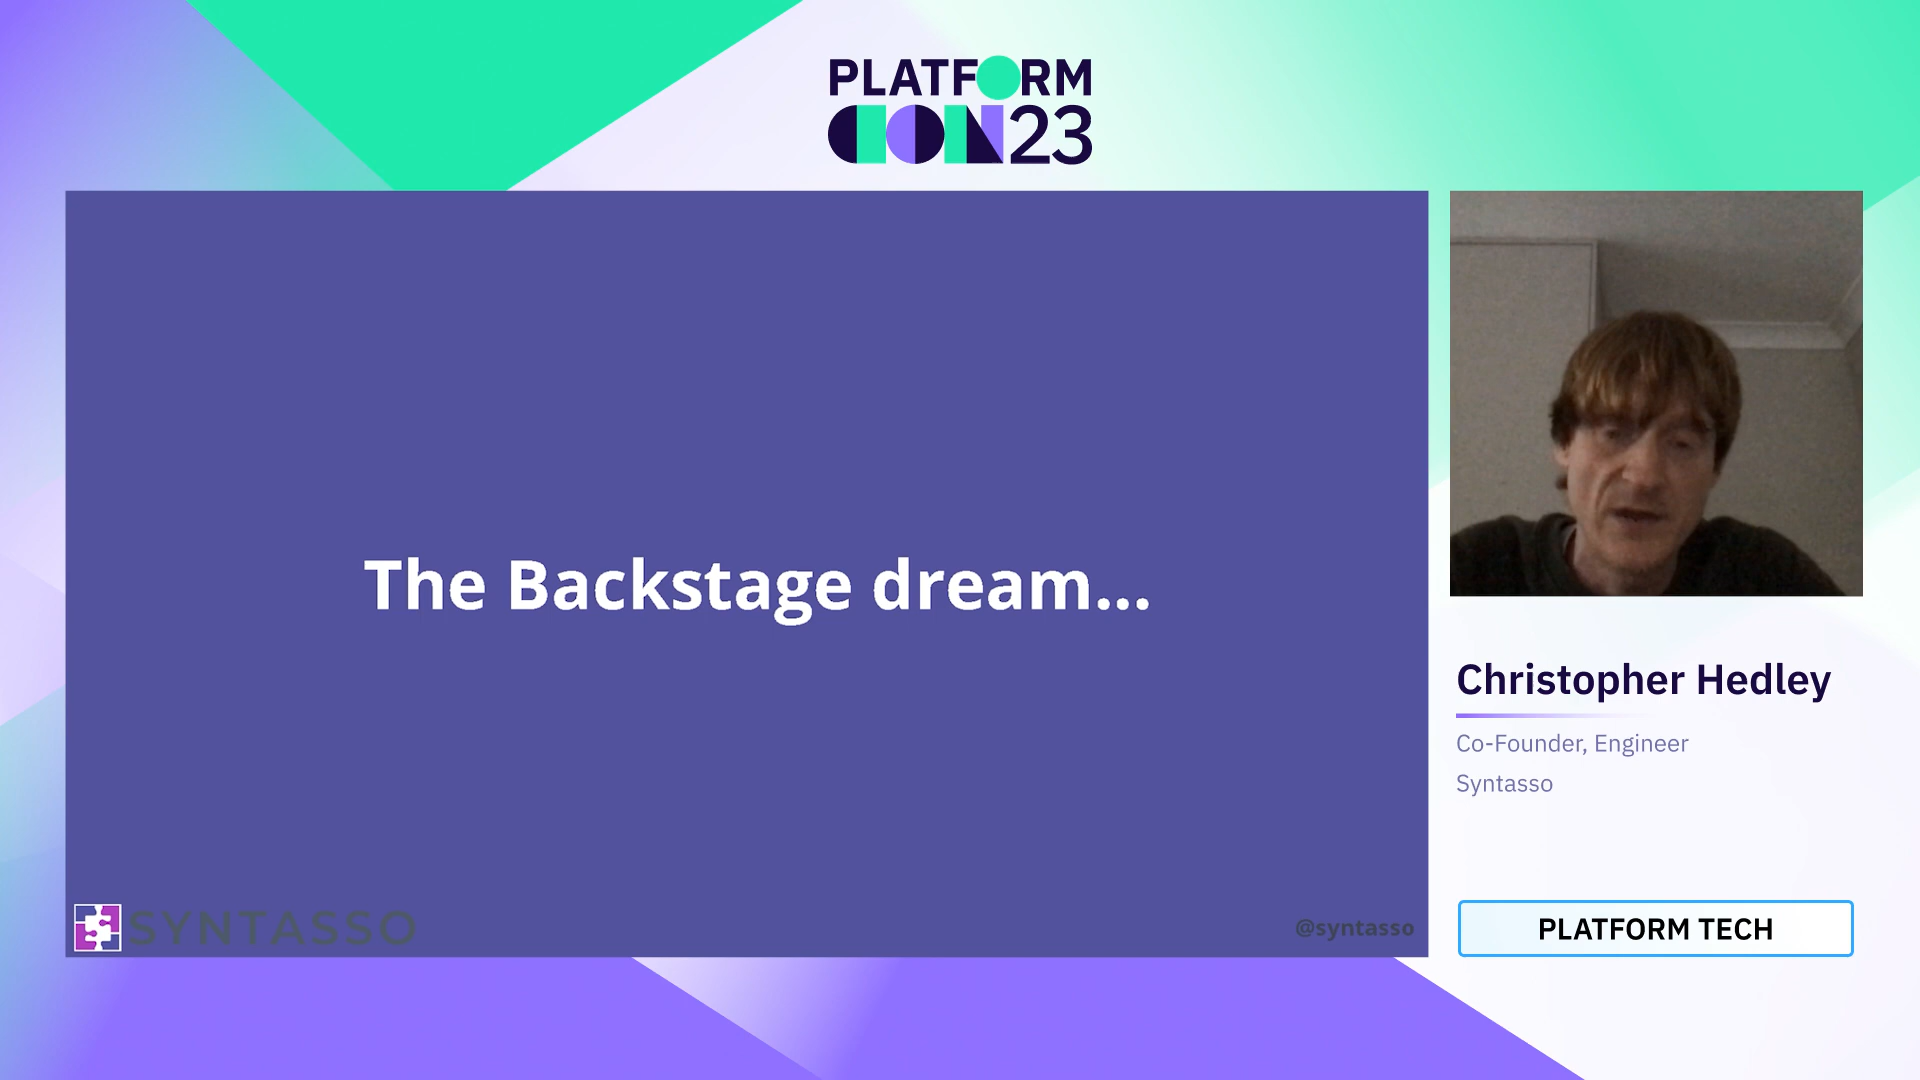 PLATFORM
CON23
The Backstage dream...
SYNTASSO
@syntasso
Christopher Hedley
Co-Founder, Engineer
Syntasso
PLATFORM TECH